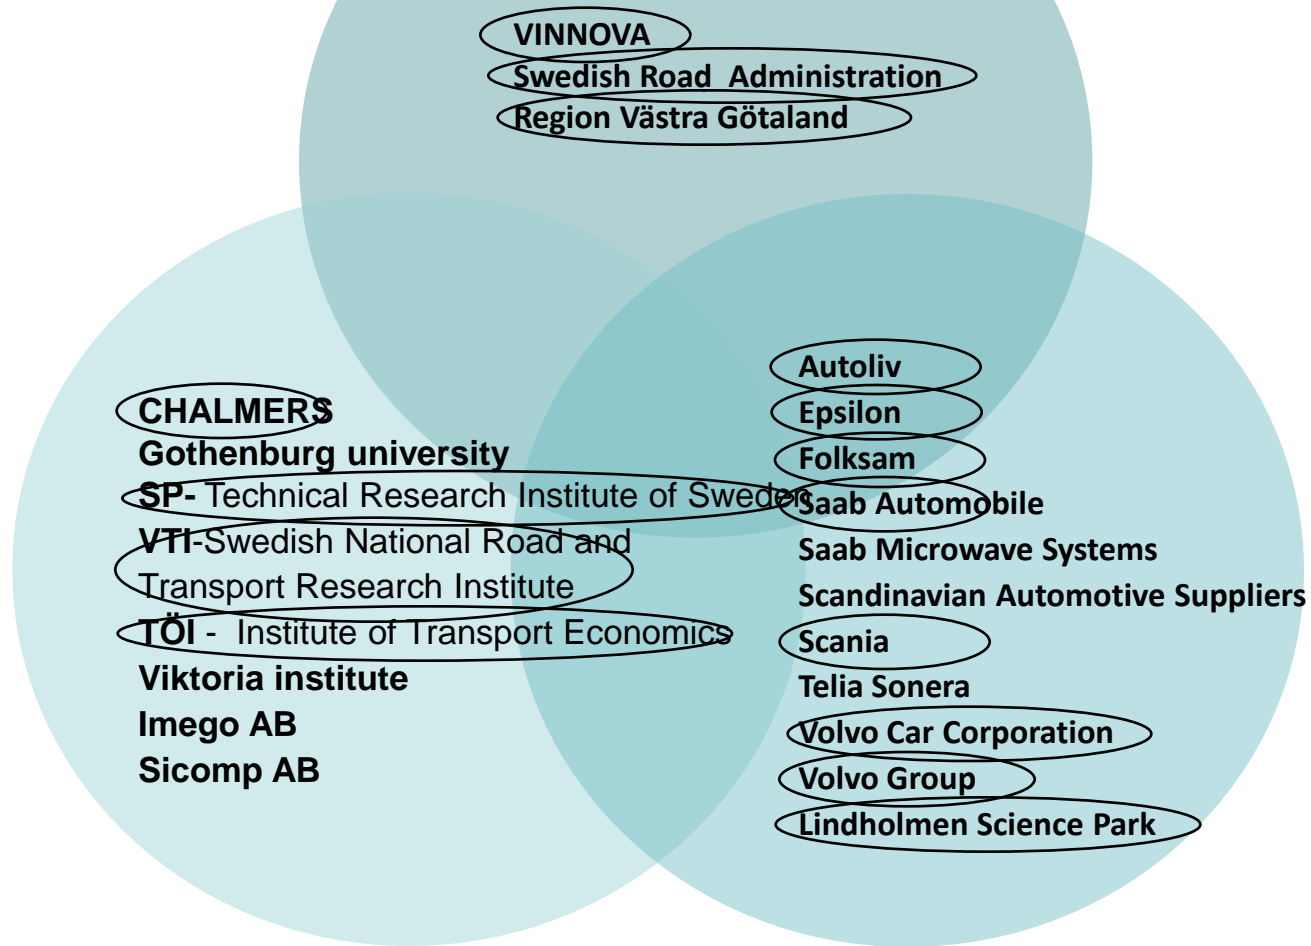 VINNOVA
Swedish Road Administration
Region Västra Götaland
CHALMERS
Gothenburg university
SP- Technical Research Institute of Sweden
VTI-Swedish National Road and
Transport Research Institute
TÖI - Institute of Transport Economics
Viktoria institute
Imego AB
Sicomp AB
Autoliv
Epsilon
Folksam
Saab Automobile
Saab Microwave Systems
Scandinavian Automotive Suppliers
Scania
Telia Sonera
Volvo Car Corporation
Volvo Group
Lindholmen Science Park